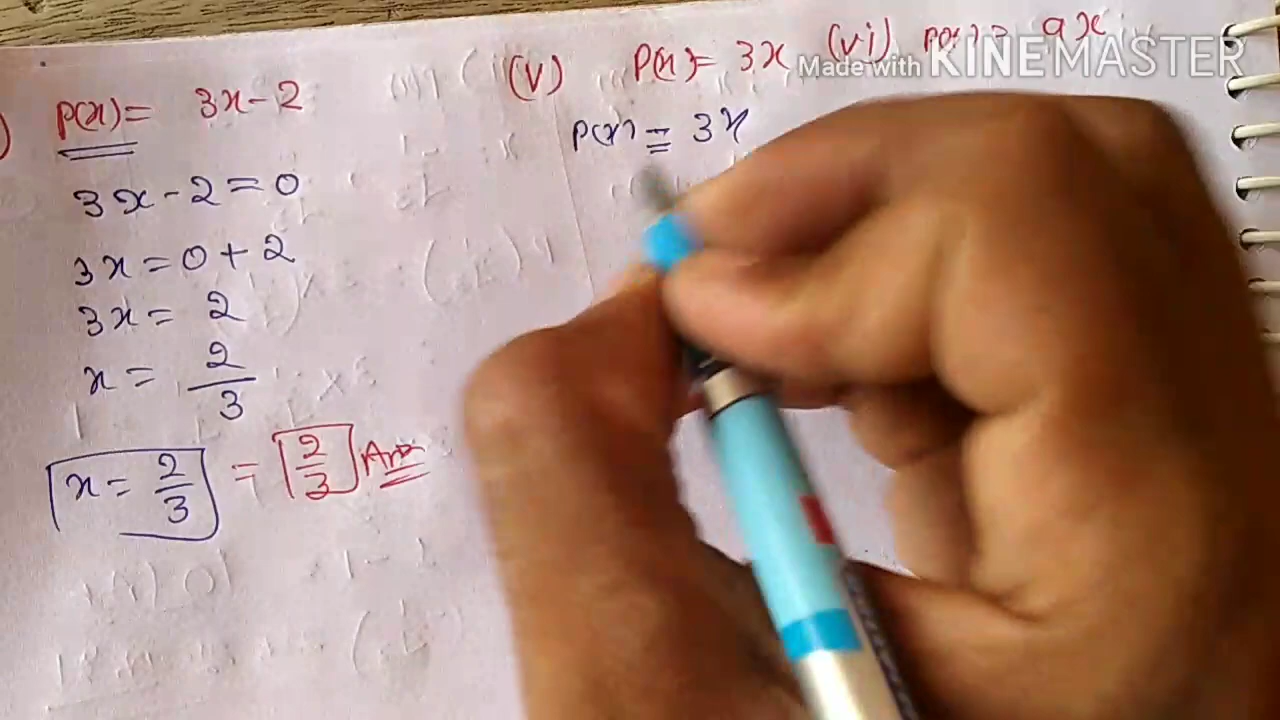 ) P(x) = 3x - 2
3x - 2 = 0
3x = 0 + 2
3x = 2
x = 2/3
x = 2/3 = 2/3 Ans
(V) P(x) = 3x (vi) P(x) = ax
P(x) = 3x
Made with KINEMASTER